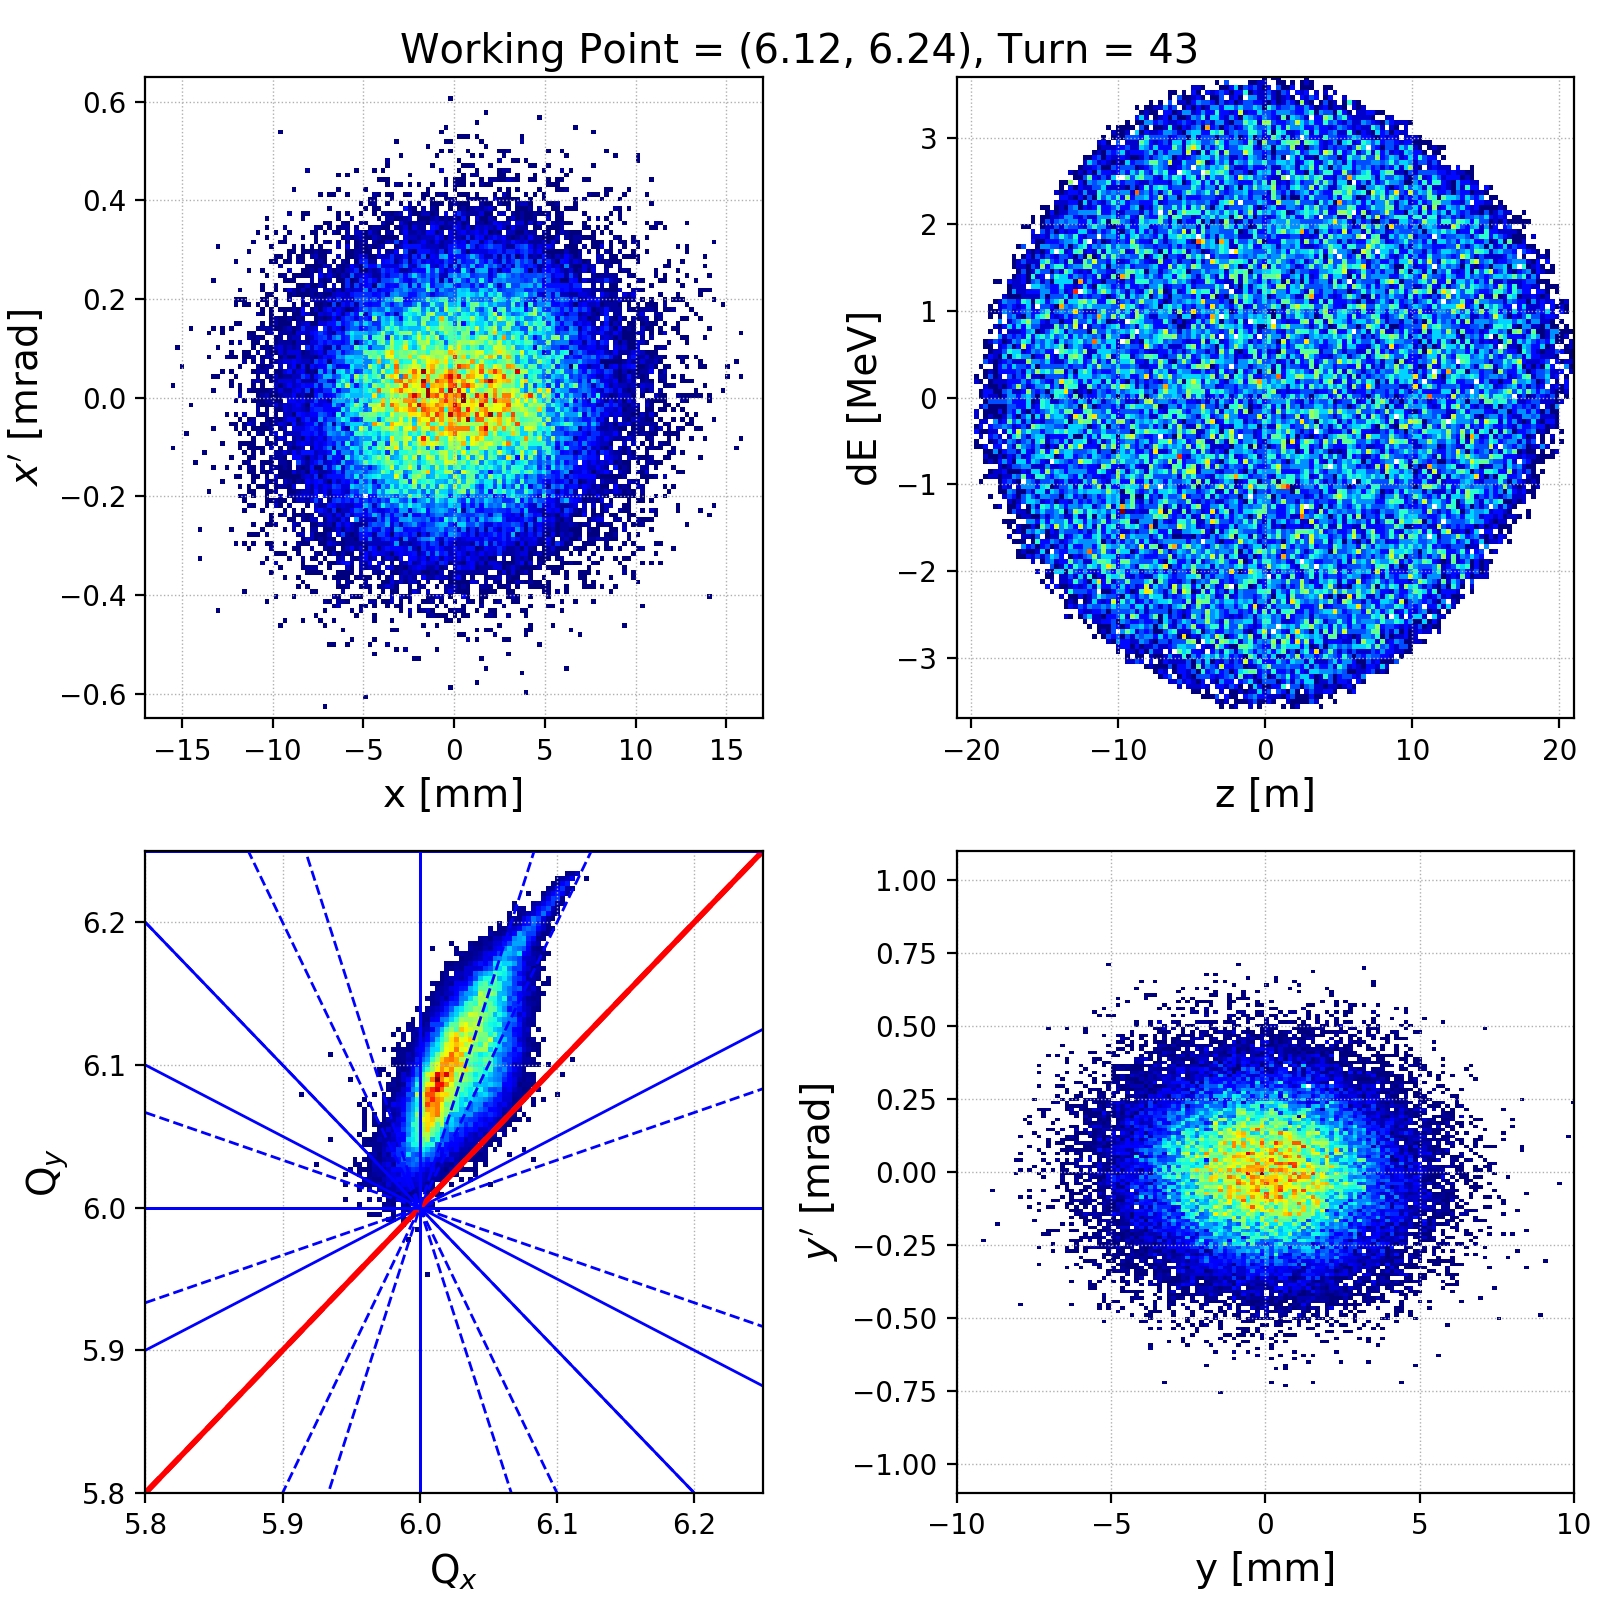 Working Point = (6.12, 6.24), Turn = 43
0.6
0.4
0.2
0.0
−0.2
−0.4
−0.6
x′ [mrad]
−15 −10 −5 0 5 10 15
x [mm]
3
2
1
0
−1
−2
−3
dE [MeV]
−20 −10 0 10 20
z [m]
6.2
6.1
6.0
5.9
5.8
Qy
5.8 5.9 6.0 6.1 6.2
Qx
1.00
0.75
0.50
0.25
0.00
−0.25
−0.50
−0.75
−1.00
y′ [mrad]
−10 −5 0 5 10
y [mm]